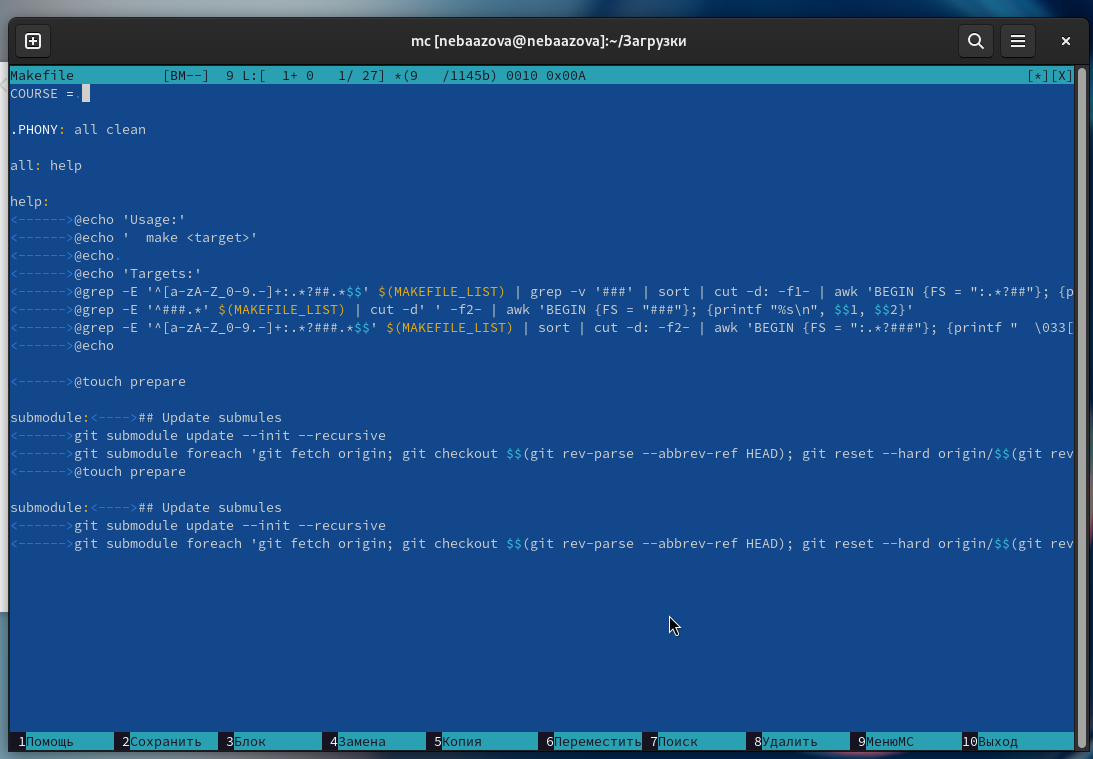 mc [nebaazova@nebaazova]:~/Загрузки
Makefile [BM--] 9 L:[ 1+ 0 1/ 27] *(9 /1145b) 0010 0x00A [*][X]
COURSE =.
.PHONY: all clean
all: help
help:
<------>@echo 'Usage:'
<------>@echo '  make <target>'
<------>@echo.
<------>@echo 'Targets:'
<------>@grep -E '^[a-zA-Z_0-9.-]+:.*?##.*$$' $(MAKEFILE_LIST) | grep -v '###' | sort | cut -d: -f1- | awk 'BEGIN {FS = ":.*?##"}; {p
<------>@grep -E '^###.*' $(MAKEFILE_LIST) | cut -d' ' -f2- | awk 'BEGIN {FS = "###"}; {printf "%s\n", $$1, $$2}'
<------>@grep -E '^[a-zA-Z_0-9.-]+:.*?###.*$$' $(MAKEFILE_LIST) | sort | cut -d: -f2- | awk 'BEGIN {FS = ":.*?###"}; {printf "  \033[
<------>@echo
<------>@touch prepare
submodule:<---->## Update submules
<------>git submodule update --init --recursive
<------>git submodule foreach 'git fetch origin; git checkout $$(git rev-parse --abbrev-ref HEAD); git reset --hard origin/$$(git rev
<------>@touch prepare
submodule:<---->## Update submules
<------>git submodule update --init --recursive
<------>git submodule foreach 'git fetch origin; git checkout $$(git rev-parse --abbrev-ref HEAD); git reset --hard origin/$$(git rev
1Помощь 2Сохранить 3Блок 4Замена 5Копия 6Переместить 7Поиск 8Удалить 9МенюMC 10Выход